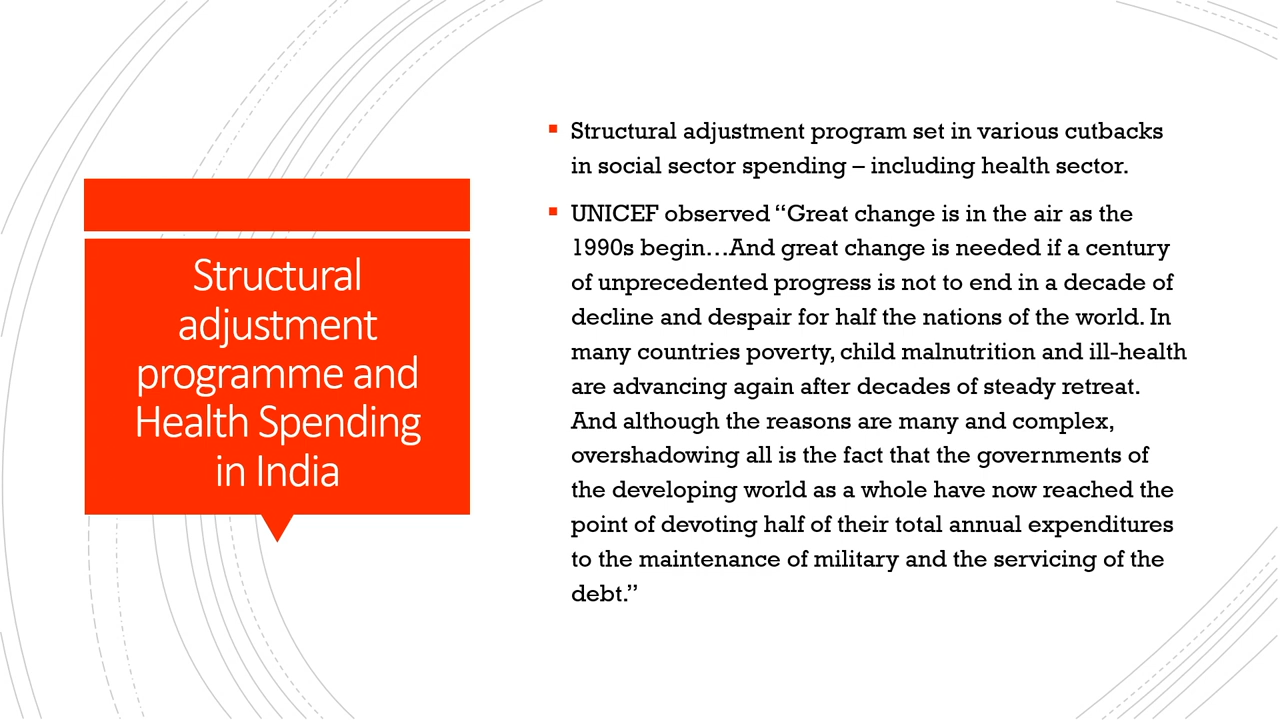 Structural
adjustment
programme and
Health Spending
in India
Structural adjustment program set in various cutbacks
in social sector spending – including health sector.
UNICEF observed “Great change is in the air as the
1990s begin…And great change is needed if a century
of unprecedented progress is not to end in a decade of
decline and despair for half the nations of the world. In
many countries poverty, child malnutrition and ill-health
are advancing again after decades of steady retreat.
And although the reasons are many and complex,
overshadowing all is the fact that the governments of
the developing world as a whole have now reached the
point of devoting half of their total annual expenditures
to the maintenance of military and the servicing of the
debt.”